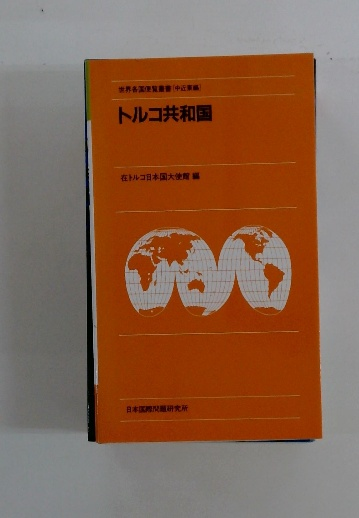 世界各国便覧叢書[中近東編]
トルコ共和国
在トルコ日本国大使館 編
日本国際問題研究所